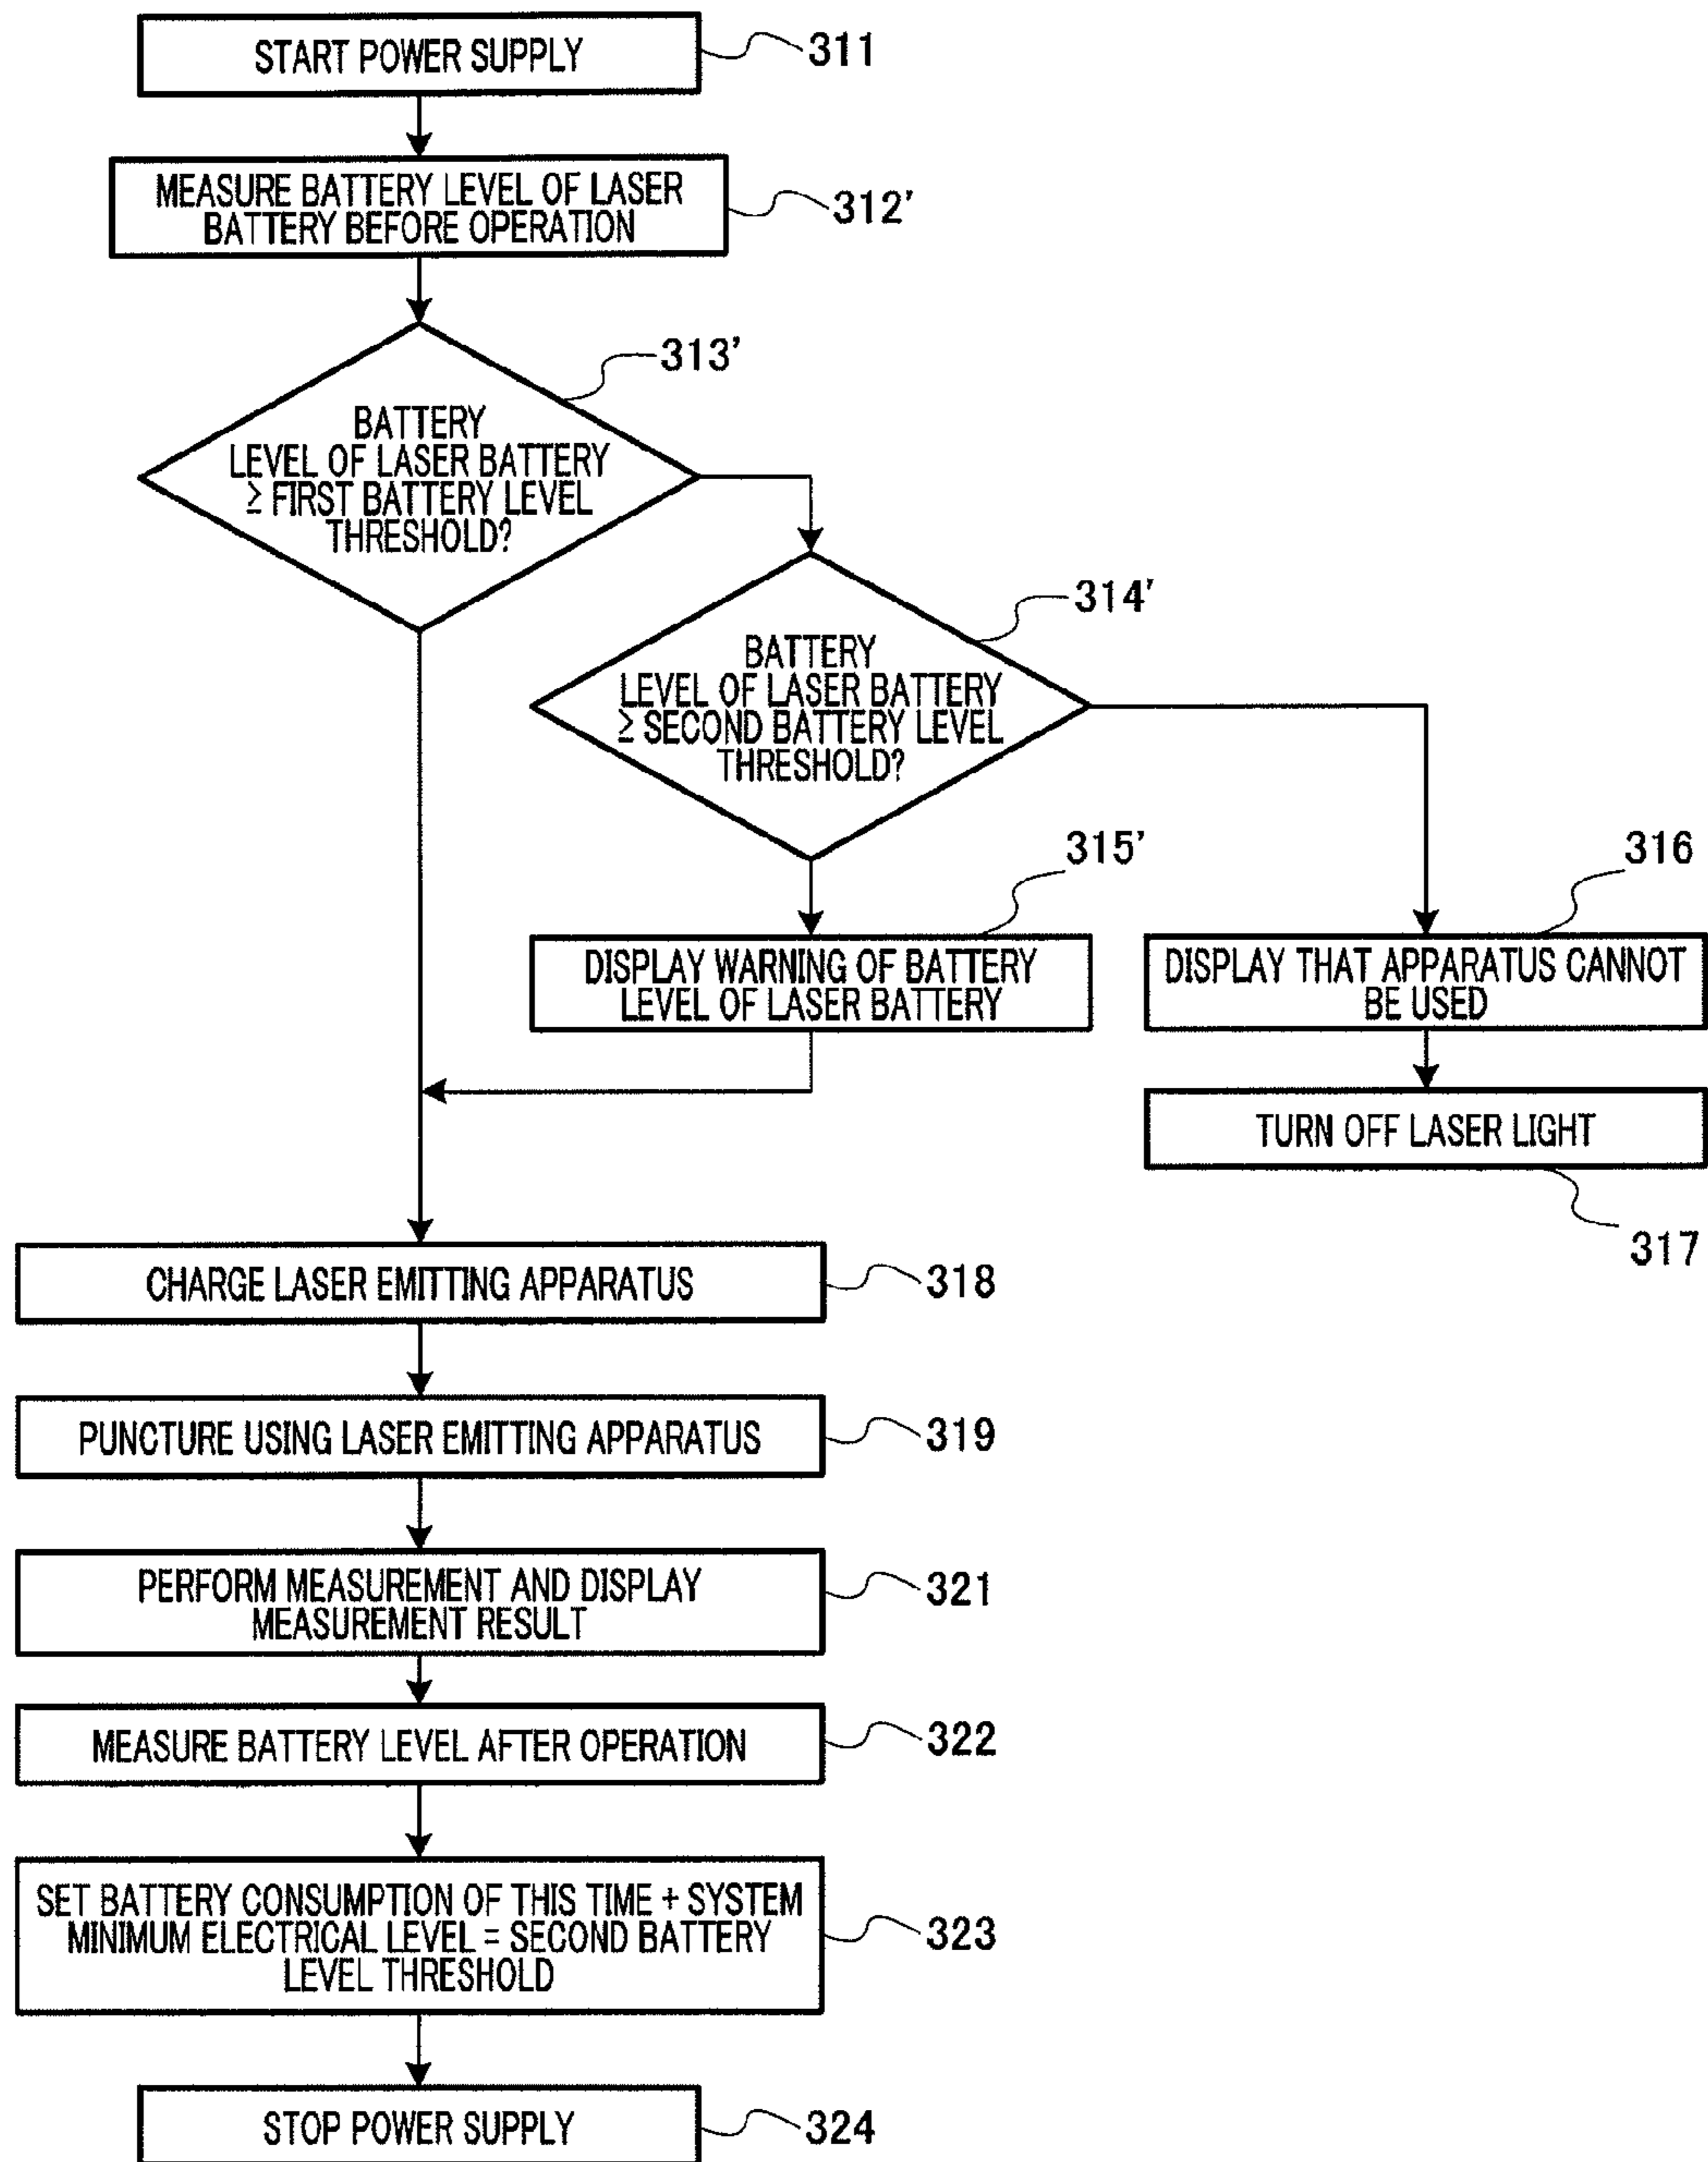 START POWER SUPPLY
311
MEASURE BATTERY LEVEL OF LASER
BATTERY BEFORE OPERATION
312'
313'
BATTERY
LEVEL OF LASER BATTERY
≥ FIRST BATTERY LEVEL
THRESHOLD?
314'
BATTERY
LEVEL OF LASER BATTERY
≥ SECOND BATTERY LEVEL
THRESHOLD?
315'
DISPLAY WARNING OF BATTERY
LEVEL OF LASER BATTERY
316
DISPLAY THAT APPARATUS CANNOT
BE USED
TURN OFF LASER LIGHT
317
CHARGE LASER EMITTING APPARATUS
318
PUNCTURE USING LASER EMITTING APPARATUS
319
PERFORM MEASUREMENT AND DISPLAY
MEASUREMENT RESULT
321
MEASURE BATTERY LEVEL AFTER OPERATION
322
SET BATTERY CONSUMPTION OF THIS TIME + SYSTEM
MINIMUM ELECTRICAL LEVEL = SECOND BATTERY
LEVEL THRESHOLD
323
STOP POWER SUPPLY
324